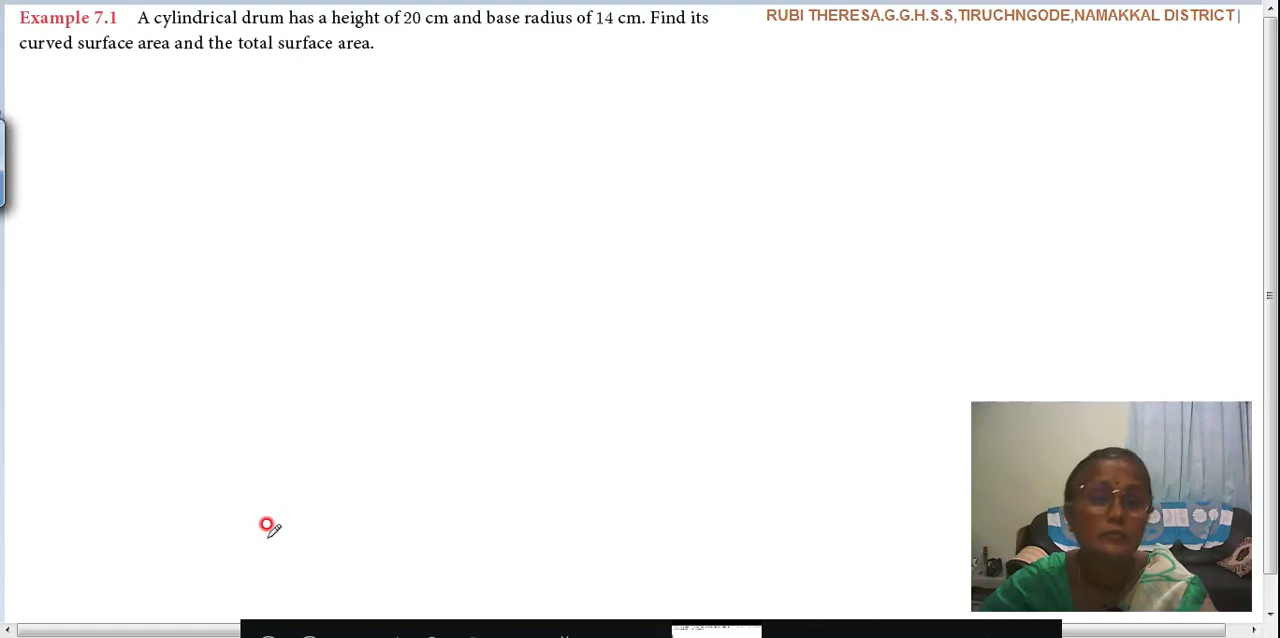 Example 7.1 A cylindrical drum has a height of 20 cm and base radius of 14 cm. Find its
curved surface area and the total surface area.
RUBI THERESA,G.G.H.S.S,TIRUCHNGODE,NAMAKKAL DISTRICT